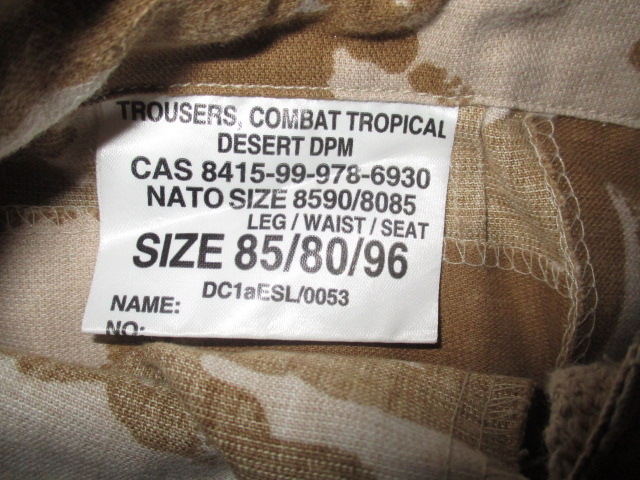 TROUSERS, COMBAT TROPICAL
DESERT DPM
CAS 8415-99-978-6930
NATO SIZE 8590/8085
LEG / WAIST / SEAT
SIZE 85/80/96
DC1aESL/0053
NAME:
NO: